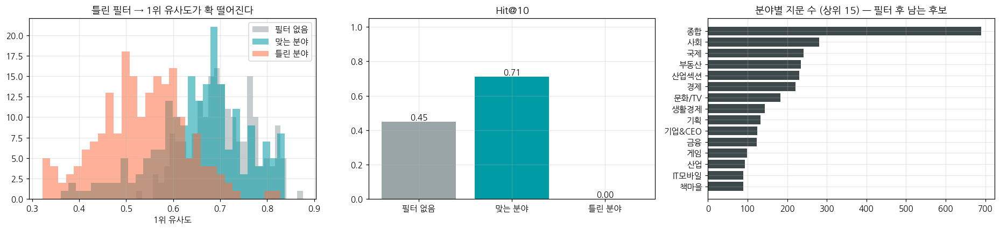 틀린 필터 → 1위 유사도가 확 떨어진다
20.0
17.5
15.0
12.5
10.0
7.5
5.0
2.5
0.0
필터 없음
맞는 분야
틀린 분야
0.3 0.4 0.5 0.6 0.7 0.8 0.9
1위 유사도
Hit@10
1.0
0.8
0.6
0.4
0.2
0.0
0.45
0.71
0.00
필터 없음 맞는 분야 틀린 분야
분야별 지문 수 (상위 15) — 필터 후 남는 후보
종합
사회
국제
부동산
산업섹션
경제
문화/TV
생활경제
기획
기업&CEO
금융
게임
산업
IT모바일
책마을
0 100 200 300 400 500 600 700